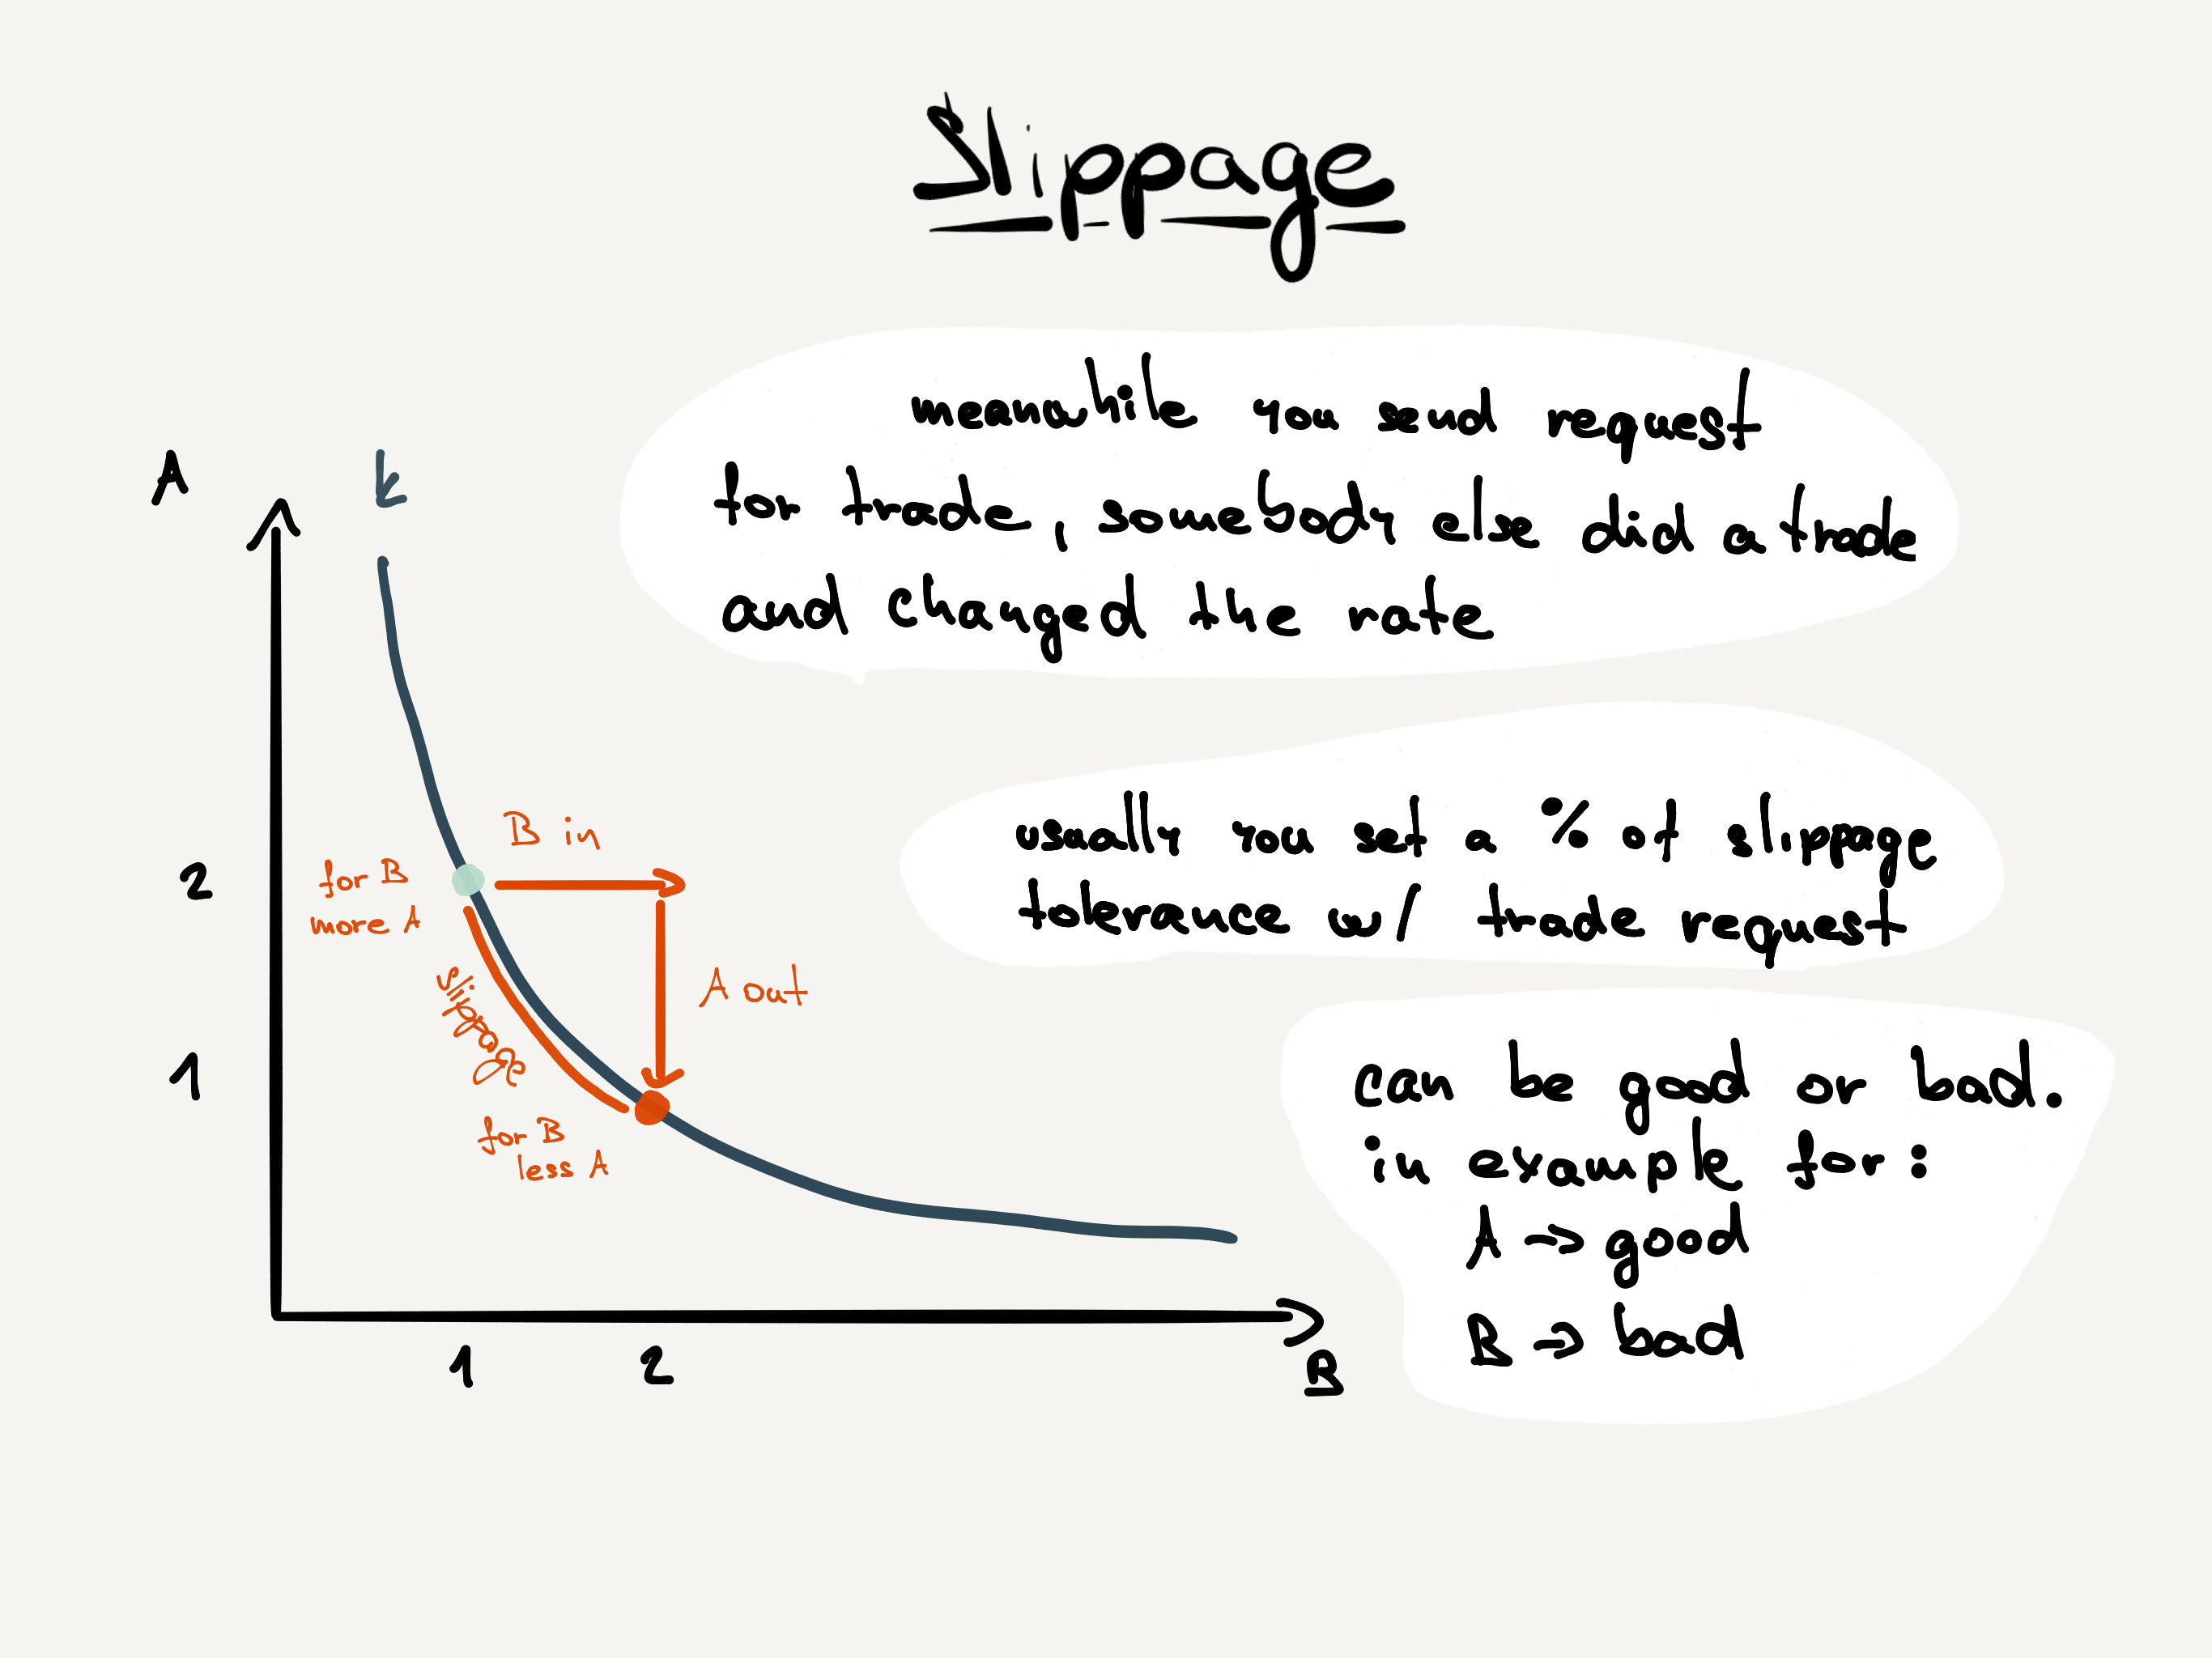 Slippage
meanwhile you send request
for trade, somebody else did a trade
and changed the rate
A
k
B in
for B
more A
2
A out
slippage
1
for B
less A
1
2
B
usually you set a % of slippage
tolerance w/ trade request
can be good or bad.
in example for:
A → good
B → bad